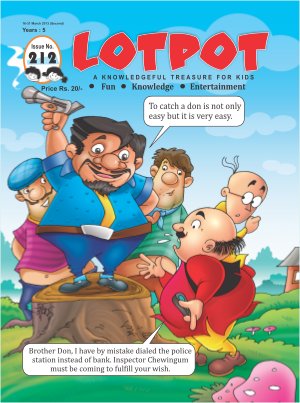 16-31 March 2015 (Second)
Years : 5
Issue No.
212
Price Rs. 20/-
LOTPOT
A KNOWLEDGEFUL TREASURE FOR KIDS
• Fun • Knowledge • Entertainment
To catch a don is not only
easy but it is very easy.
Brother Don, I have by mistake dialed the police
station instead of bank. Inspector Chewingum
must be coming to fulfill your wish.